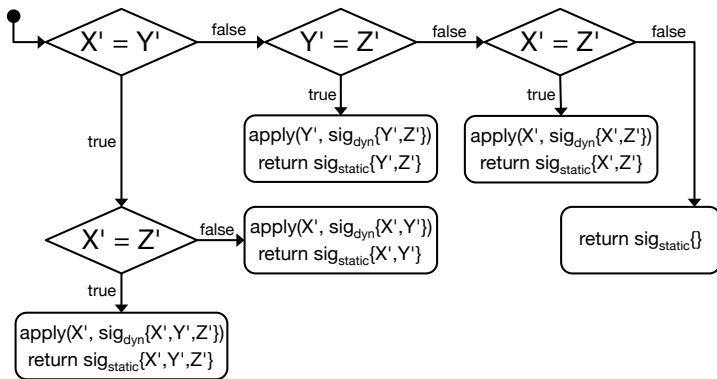 X' = Y'
false
Y' = Z'
false
X' = Z'
false
true
true
true
apply(Y', sig_dyn{Y',Z'})
return sig_static{Y',Z'}
apply(X', sig_dyn{X',Z'})
return sig_static{X',Z'}
X' = Z'
false
apply(X', sig_dyn{X',Y'})
return sig_static{X',Y'}
return sig_static{}
true
apply(X', sig_dyn{X',Y',Z'})
return sig_static{X',Y',Z'}